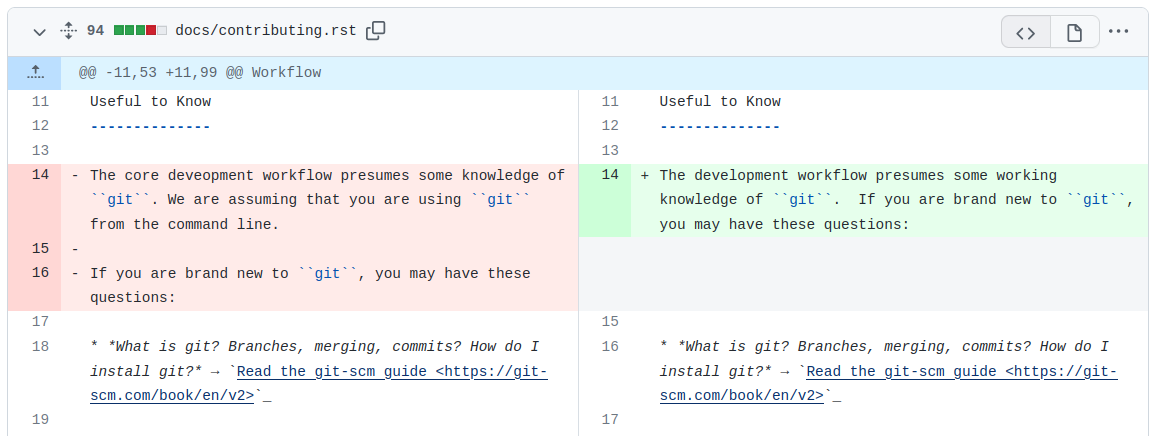 94 docs/contributing.rst
@@ -11,53 +11,99 @@ Workflow
11 Useful to Know
12 --------------
13
14 - The core deveopment workflow presumes some knowledge of
``git``. We are assuming that you are using ``git``
from the command line.
15 -
16 - If you are brand new to ``git``, you may have these
questions:
17
18 * *What is git? Branches, merging, commits? How do I
install git?* → `Read the git-scm guide <https://git-
scm.com/book/en/v2>`_
19
11 Useful to Know
12 --------------
13
14 + The development workflow presumes some working
knowledge of ``git``.  If you are brand new to ``git``,
you may have these questions:
15
16 * *What is git? Branches, merging, commits? How do I
install git?* → `Read the git-scm guide <https://git-
scm.com/book/en/v2>`_
17